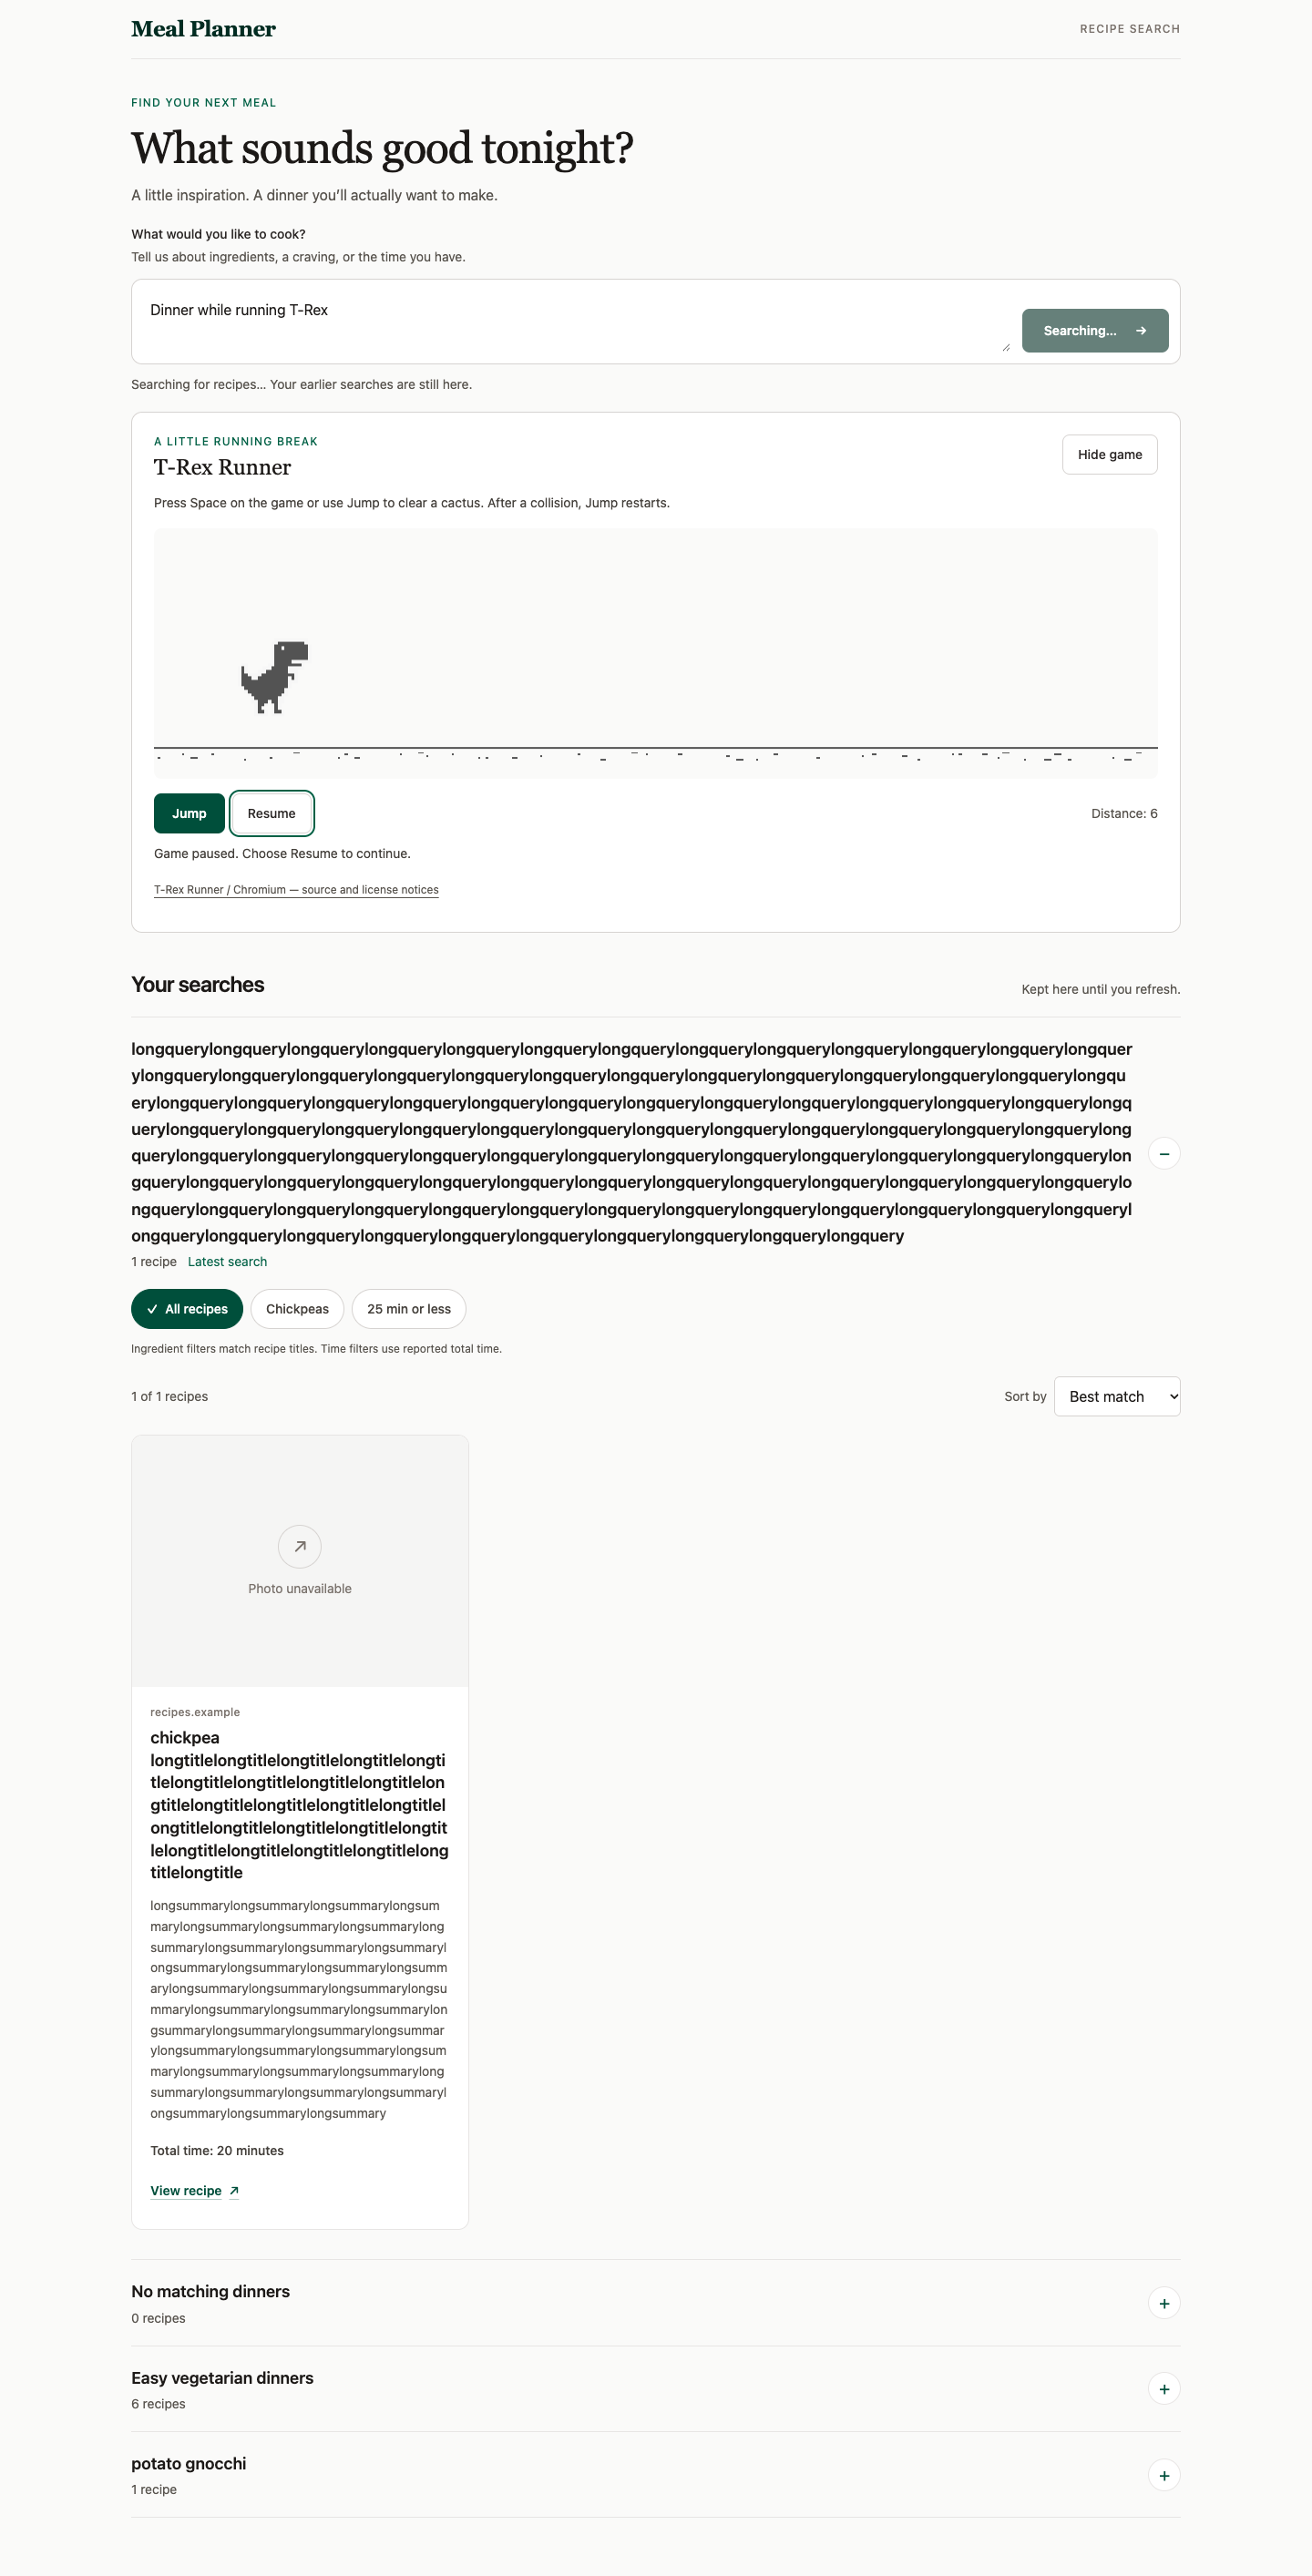 Meal Planner
RECIPE SEARCH
FIND YOUR NEXT MEAL
What sounds good tonight?
A little inspiration. A dinner you'll actually want to make.
What would you like to cook?
Tell us about ingredients, a craving, or the time you have.
Dinner while running T-Rex
Searching... →
Searching for recipes... Your earlier searches are still here.
A LITTLE RUNNING BREAK
T-Rex Runner
Hide game
Press Space on the game or use Jump to clear a cactus. After a collision, Jump restarts.
Jump
Resume
Distance: 6
Game paused. Choose Resume to continue.
T-Rex Runner / Chromium — source and license notices
Your searches
Kept here until you refresh.
longquerylongquerylongquerylongquerylongquerylongquerylongquerylongquerylongquerylongquerylongquerylongquerylongquer
ylongquerylongquerylongquerylongquerylongquerylongquerylongquerylongquerylongquerylongquerylongquerylongquerylongqu
erylongquerylongquerylongquerylongquerylongquerylongquerylongquerylongquerylongquerylongquerylongquerylongquerylongq
uerylongquerylongquerylongquerylongquerylongquerylongquerylongquerylongquerylongquerylongquerylongquerylongquerylong
querylongquerylongquerylongquerylongquerylongquerylongquerylongquerylongquerylongquerylongquerylongquerylongquerylon
gquerylongquerylongquerylongquerylongquerylongquerylongquerylongquerylongquerylongquerylongquerylongquerylongquerylo
ngquerylongquerylongquerylongquerylongquerylongquerylongquerylongquerylongquerylongquerylongquerylongquerylongqueryl
ongquerylongquerylongquerylongquerylongquerylongquerylongquerylongquerylongquerylongquery
1 recipe Latest search
✓ All recipes
Chickpeas
25 min or less
Ingredient filters match recipe titles. Time filters use reported total time.
1 of 1 recipes
Sort by
Best match
Photo unavailable
recipes.example
chickpea
longtitlelongtitlelongtitlelongtitlelongti
tlelongtitlelongtitlelongtitlelongtitlelon
gtitlelongtitlelongtitlelongtitlelongtitlel
ongtitlelongtitlelongtitlelongtitlelongtit
lelongtitlelongtitlelongtitlelongtitlelong
titlelongtitle
longsummarylongsummarylongsummarylongsum
marylongsummarylongsummarylongsummarylong
summarylongsummarylongsummarylongsummaryl
ongsummarylongsummarylongsummarylongsumm
arylongsummarylongsummarylongsummarylongsu
mmarylongsummarylongsummarylongsummarylon
gsummarylongsummarylongsummarylongsummar
ylongsummarylongsummarylongsummarylongsum
marylongsummarylongsummarylongsummarylong
summarylongsummarylongsummarylongsummaryl
ongsummarylongsummarylongsummary
Total time: 20 minutes
View recipe ↗
No matching dinners
0 recipes
Easy vegetarian dinners
6 recipes
potato gnocchi
1 recipe